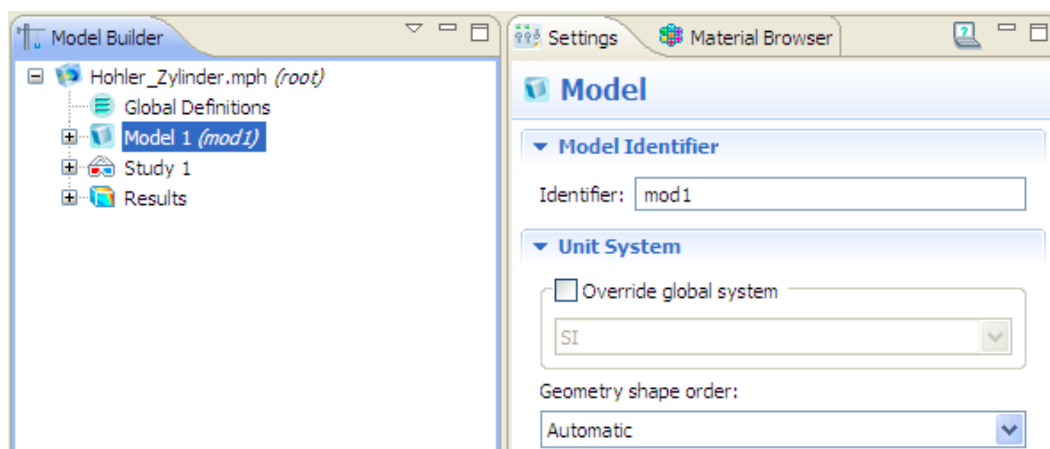 Model Builder
Hohler_Zylinder.mph (root)
Global Definitions
Model 1 (mod1)
Study 1
Results
Settings
Material Browser
Model
Model Identifier
Identifier: mod1
Unit System
Override global system
SI
Geometry shape order:
Automatic